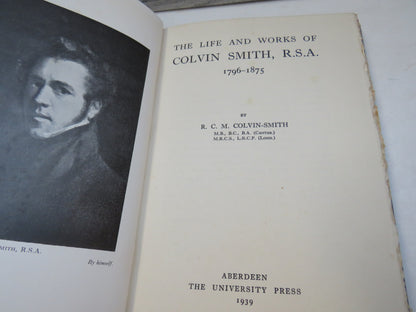 SMITH, R.S.A.
By himself.
THE LIFE AND WORKS OF
COLVIN SMITH, R.S.A.
1796-1875
BY
R. C. M. COLVIN-SMITH
M.B., B.C., B.A. (Cantab.)
M.R.C.S., L.R.C.P. (Lond.)
ABERDEEN
THE UNIVERSITY PRESS
1939